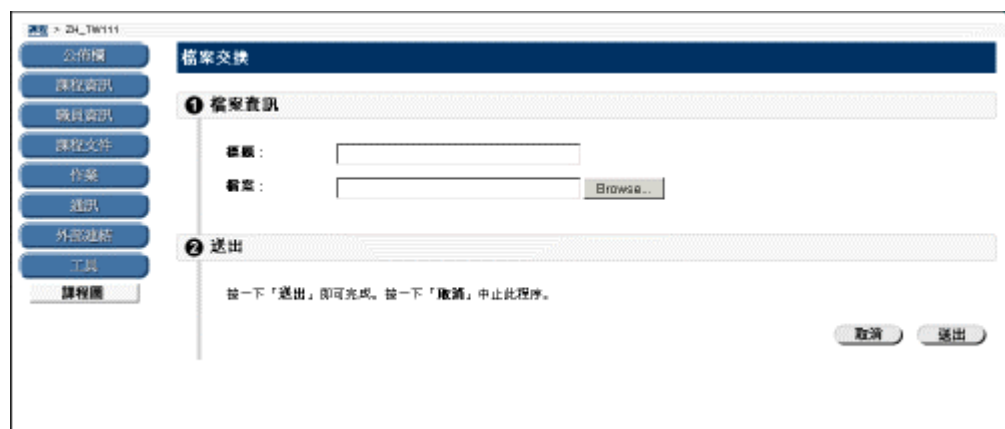 課程 > ZH_TW111
公佈欄
課程資訊
職員資訊
課程文件
作業
通訊
外部連結
工具
課程圖
檔案交換
1 檔案資訊
標題：
檔案： Browse...
2 送出
按一下「送出」即可完成。按一下「取消」中止此程序。
取消 送出